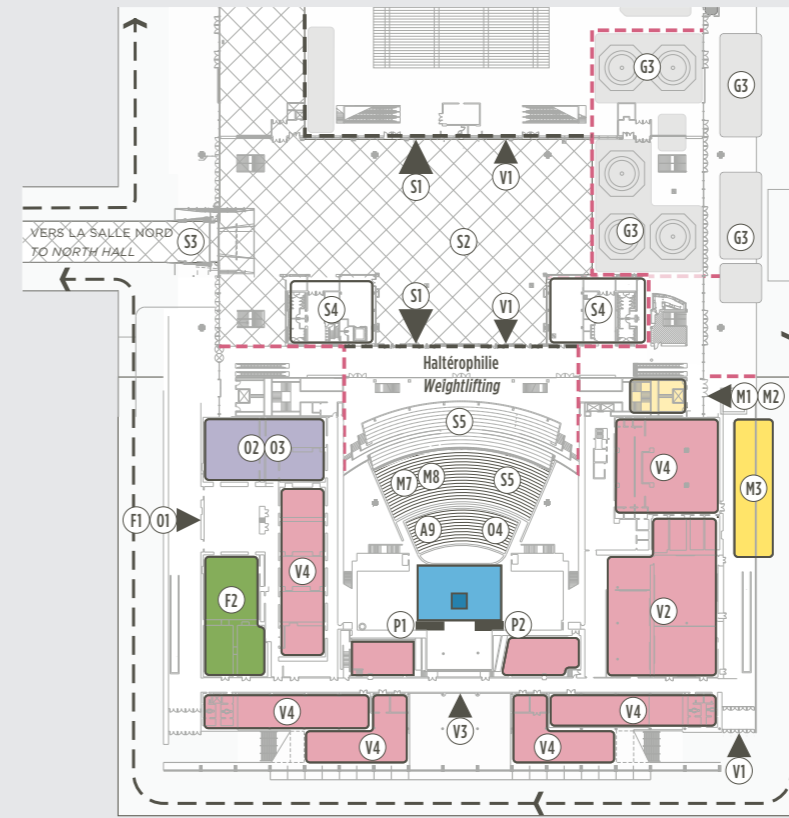 G3
G3
S1
V1
VERS LA SALLE NORD
TO NORTH HALL
S3
S2
G3
G3
S1
V1
S4
S4
Haltérophilie
Weightlifting
M1 M2
S5
O2 O3
M7 M8
S5
V4
M3
F1 O1
A9
O4
V4
F2
V2
P1
P2
V4
V4
V3
V4
V4
V1